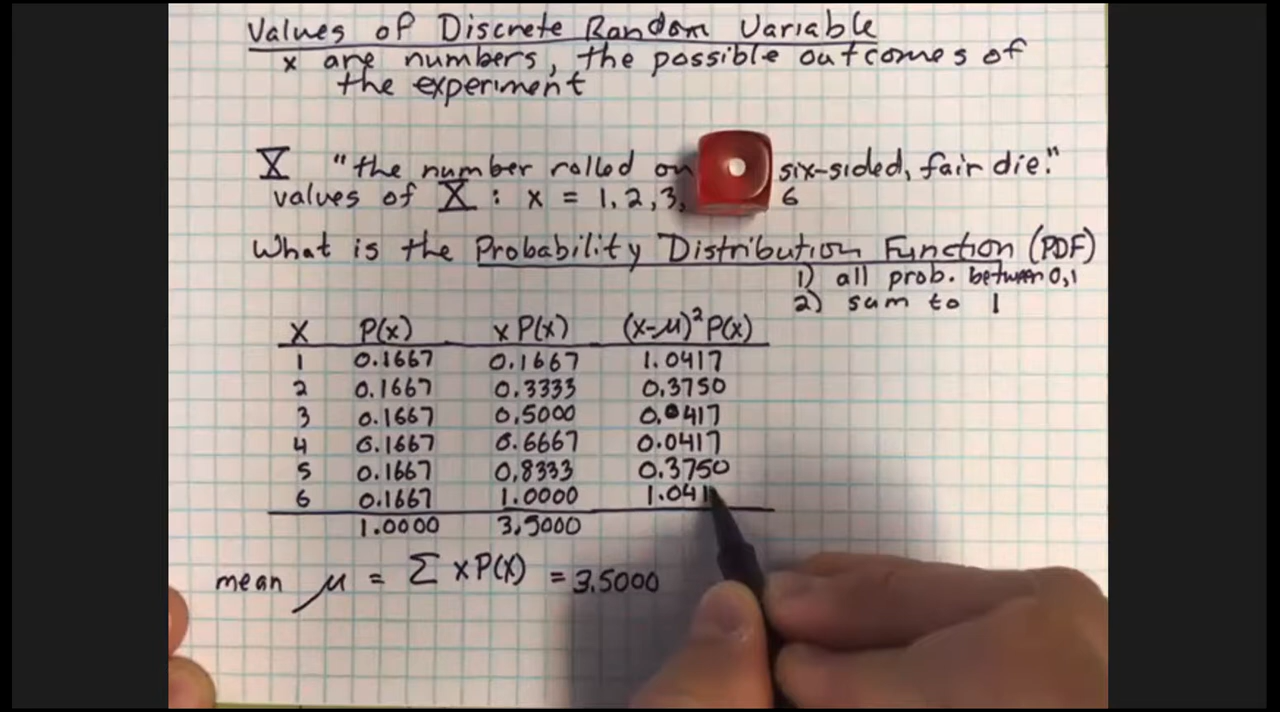 Values of Discrete Random Variable
x are numbers, the possible outcomes of
the experiment
X "the number rolled on six-sided, fair die."
values of X : x = 1, 2, 3, 6
What is the Probability Distribution Function (PDF)
1) all prob. between 0,1
2) sum to 1
X P(x) x P(x) (x-μ)² P(x)
1 0.1667 0.1667 1.0417
2 0.1667 0.3333 0.3750
3 0.1667 0.5000 0.0417
4 0.1667 0.6667 0.0417
5 0.1667 0.8333 0.3750
6 0.1667 1.0000 1.041
1.0000 3.5000
mean μ = Σ x P(x) = 3.5000